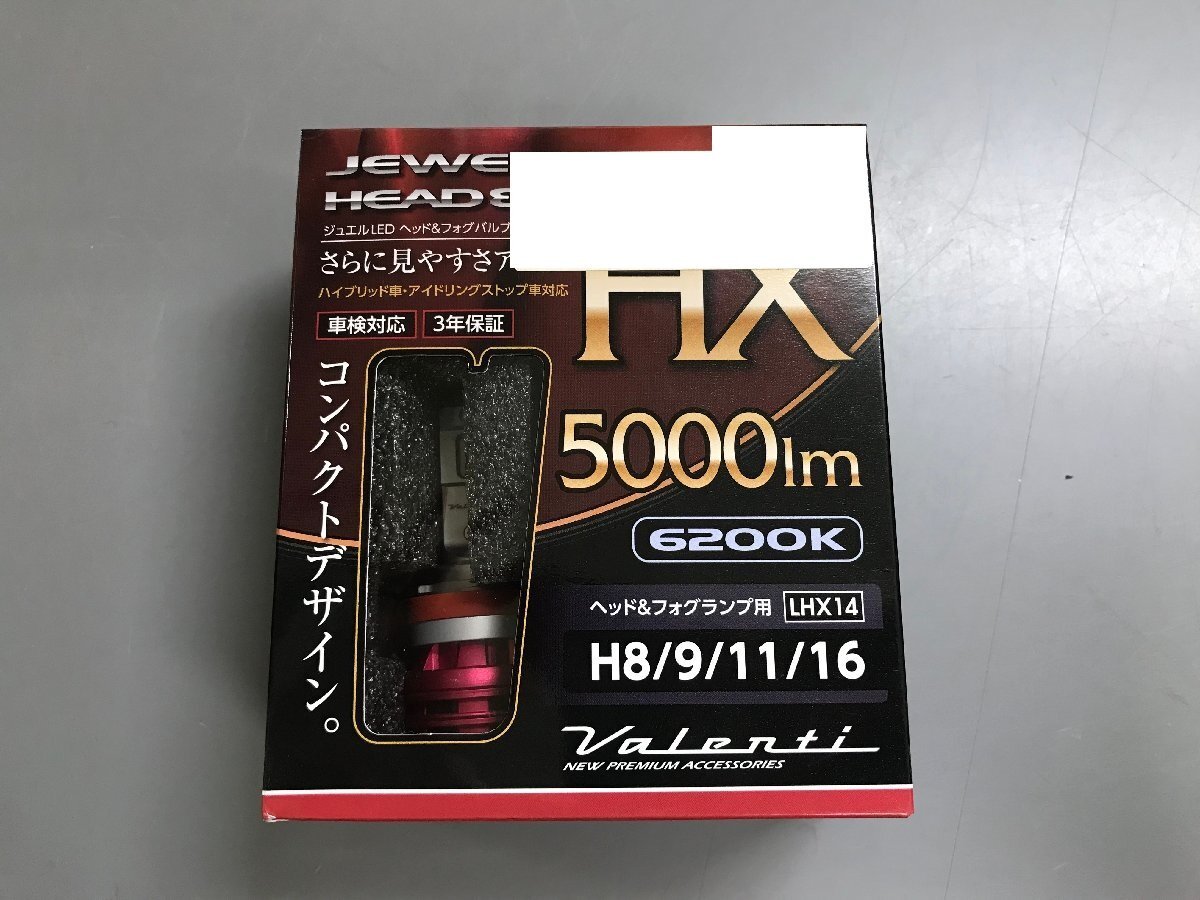 JEWE
HEAD &
ジュエルLED ヘッド&フォグバルブ
さらに見やすさア
ハイブリッド車・アイドリングストップ車対応
車検対応 3年保証
コンパクトデザイン。
HX
5000lm
6200K
ヘッド&フォグランプ用 LHX14
H8/9/11/16
Valenti
NEW PREMIUM ACCESSORIES